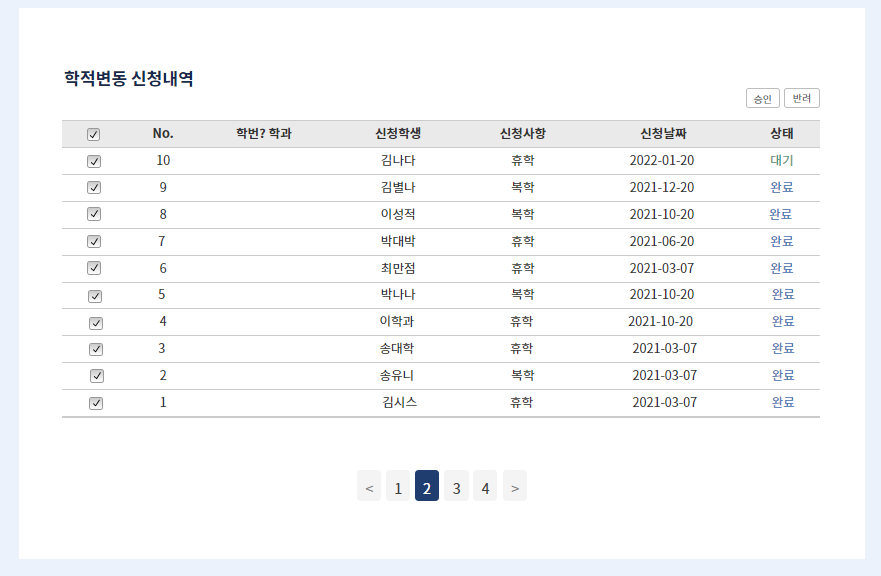 학적변동 신청내역
승인 반려
No. 학번? 학과 신청학생 신청사항 신청날짜 상태
10 김나다 휴학 2022-01-20 대기
9 김별나 복학 2021-12-20 완료
8 이성적 복학 2021-10-20 완료
7 박대박 휴학 2021-06-20 완료
6 최만점 휴학 2021-03-07 완료
5 박나나 복학 2021-10-20 완료
4 이학과 휴학 2021-10-20 완료
3 송대학 휴학 2021-03-07 완료
2 송유니 복학 2021-03-07 완료
1 김시스 휴학 2021-03-07 완료
< 1 2 3 4 >